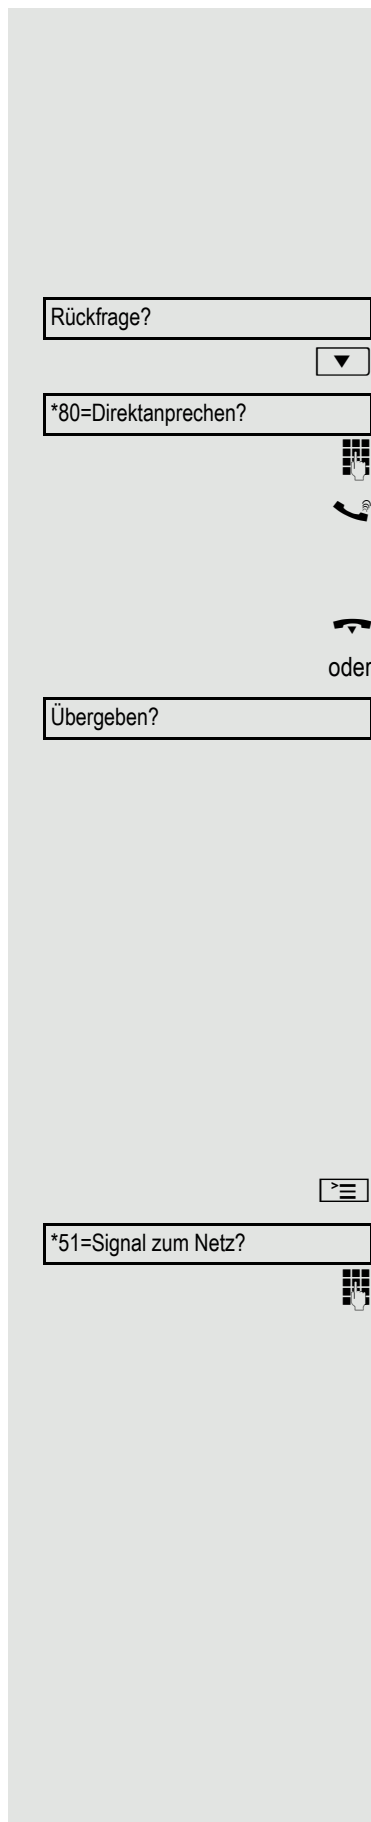 Rückfrage?
*80=Direktanprechen?
oder
Übergeben?
*51=Signal zum Netz?